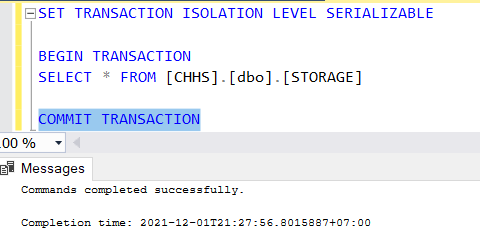 SET TRANSACTION ISOLATION LEVEL SERIALIZABLE
BEGIN TRANSACTION
SELECT * FROM [CHHS].[dbo].[STORAGE]
COMMIT TRANSACTION
.00 %
Messages
Commands completed successfully.
Completion time: 2021-12-01T21:27:56.8015887+07:00